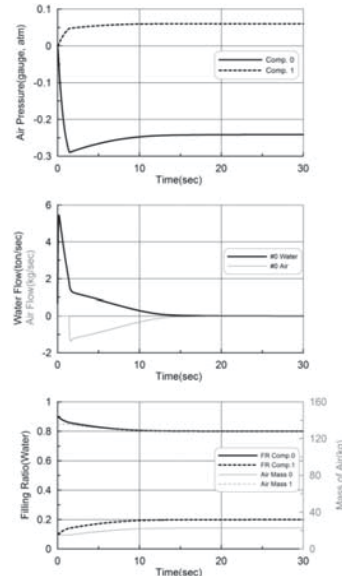 0.1
0
-0.1
-0.2
-0.3
Air Pressure(gauge, atm)
Comp. 0
Comp. 1
0 10 20 30
Time(sec)
6
4
2
0
-2
Water Flow(ton/sec)
Air Flow(kg/sec)
#0 Water
#0 Air
0 10 20 30
Time(sec)
1
0.8
0.6
0.4
0.2
0
Filling Ratio(Water)
160
120
80
40
0
Mass of Air(kg)
FR Comp.0
FR Comp.1
Air Mass 0
Air Mass 1
0 10 20 30
Time(sec)